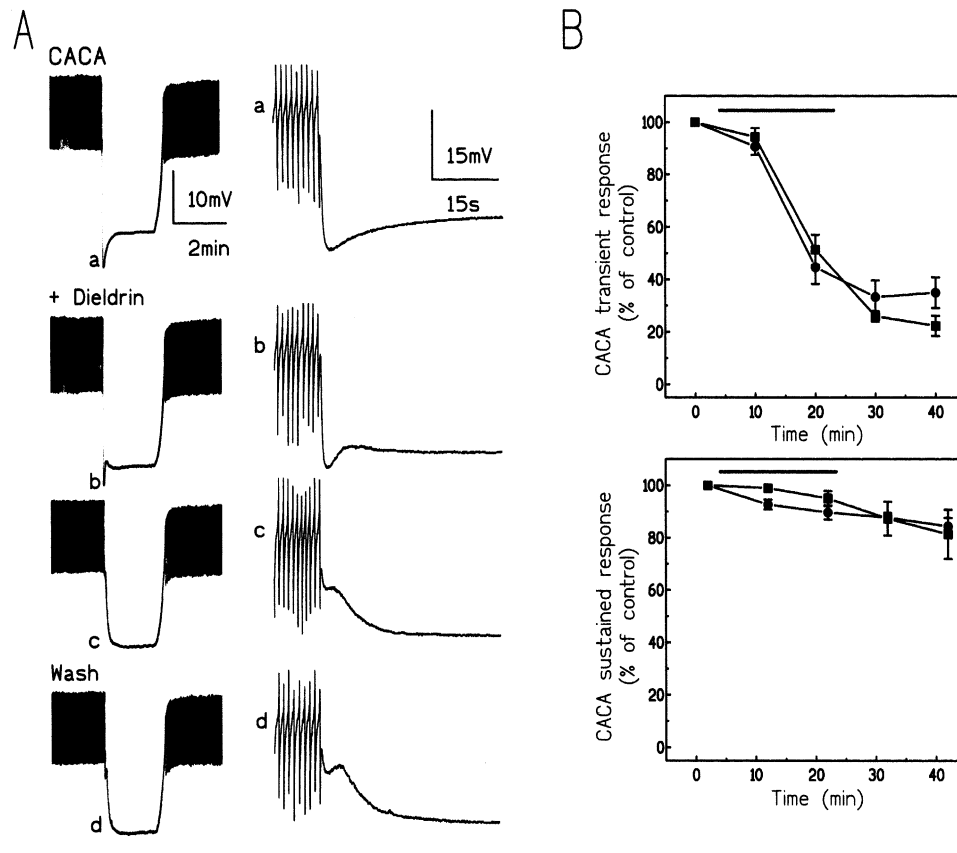 A
CACA
a
10mV
2min
a
15mV
15s
+ Dieldrin
b
b
c
c
Wash
d
d
B
CACA transient response
(% of control)
100
80
60
40
20
0
0 10 20 30 40
Time (min)
CACA sustained response
(% of control)
100
80
60
40
20
0
0 10 20 30 40
Time (min)